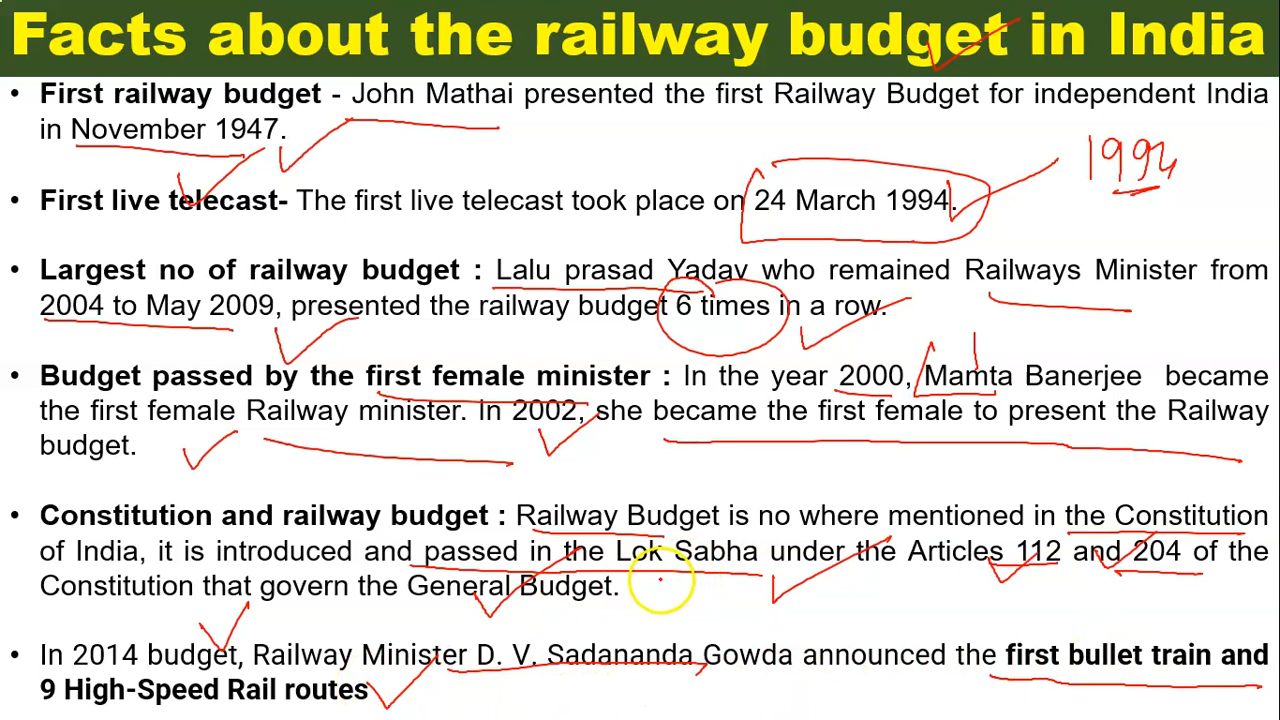 Facts about the railway budget in India
• First railway budget - John Mathai presented the first Railway Budget for independent India
in November 1947.
1994
• First live telecast- The first live telecast took place on 24 March 1994.
• Largest no of railway budget : Lalu prasad Yadav who remained Railways Minister from
2004 to May 2009, presented the railway budget 6 times in a row.
• Budget passed by the first female minister : In the year 2000, Mamta Banerjee became
the first female Railway minister. In 2002, she became the first female to present the Railway
budget.
• Constitution and railway budget : Railway Budget is no where mentioned in the Constitution
of India, it is introduced and passed in the Lok Sabha under the Articles 112 and 204 of the
Constitution that govern the General Budget.
• In 2014 budget, Railway Minister D. V. Sadananda Gowda announced the first bullet train and
9 High-Speed Rail routes